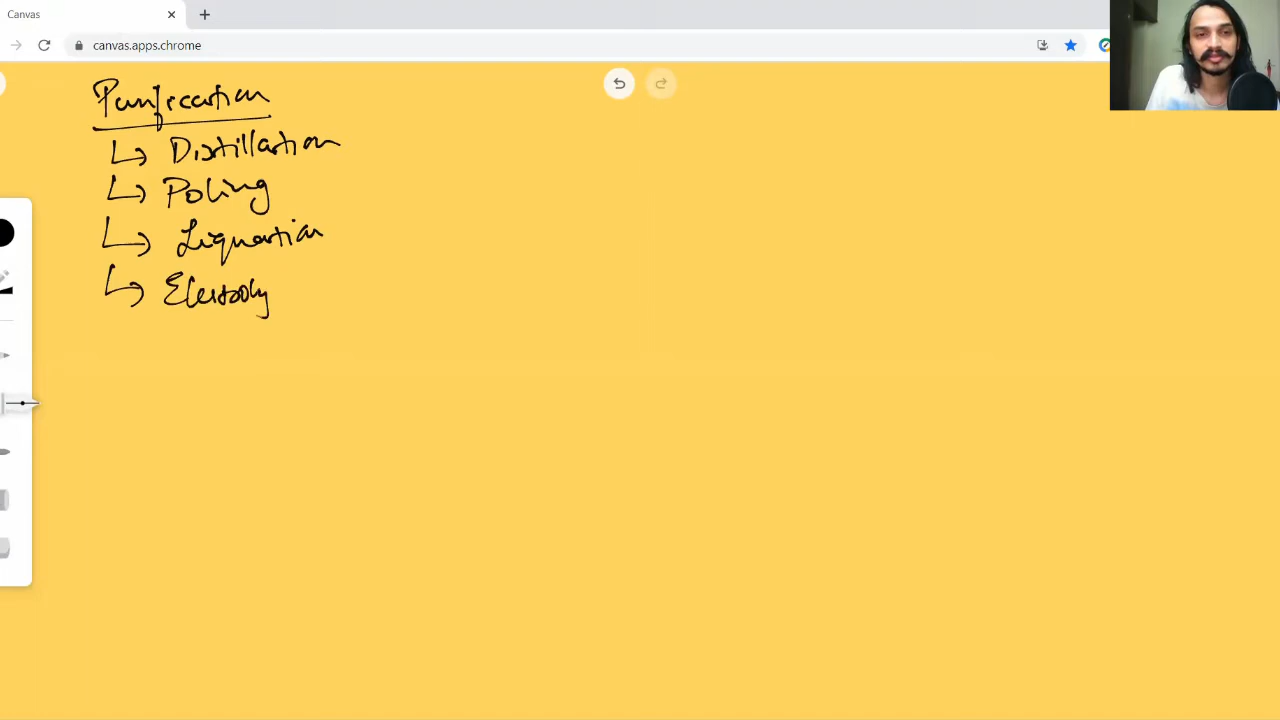 Canvas
canvas.apps.chrome
Purification
Distillation
Poling
Liquation
Electroly